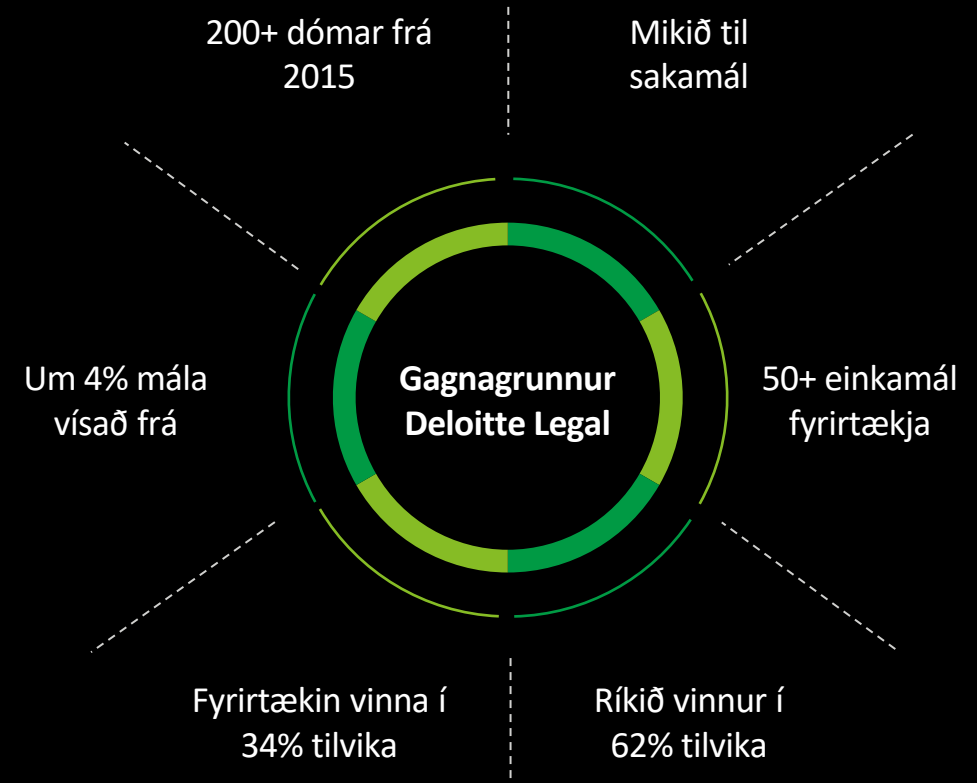 200+ dómar frá
2015
Mikið til
sakamál
Um 4% mála
vísað frá
Gagnagrunnur
Deloitte Legal
50+ einkamál
fyrirtækja
Fyrirtækin vinna í
34% tilvika
Ríkið vinnur í
62% tilvika